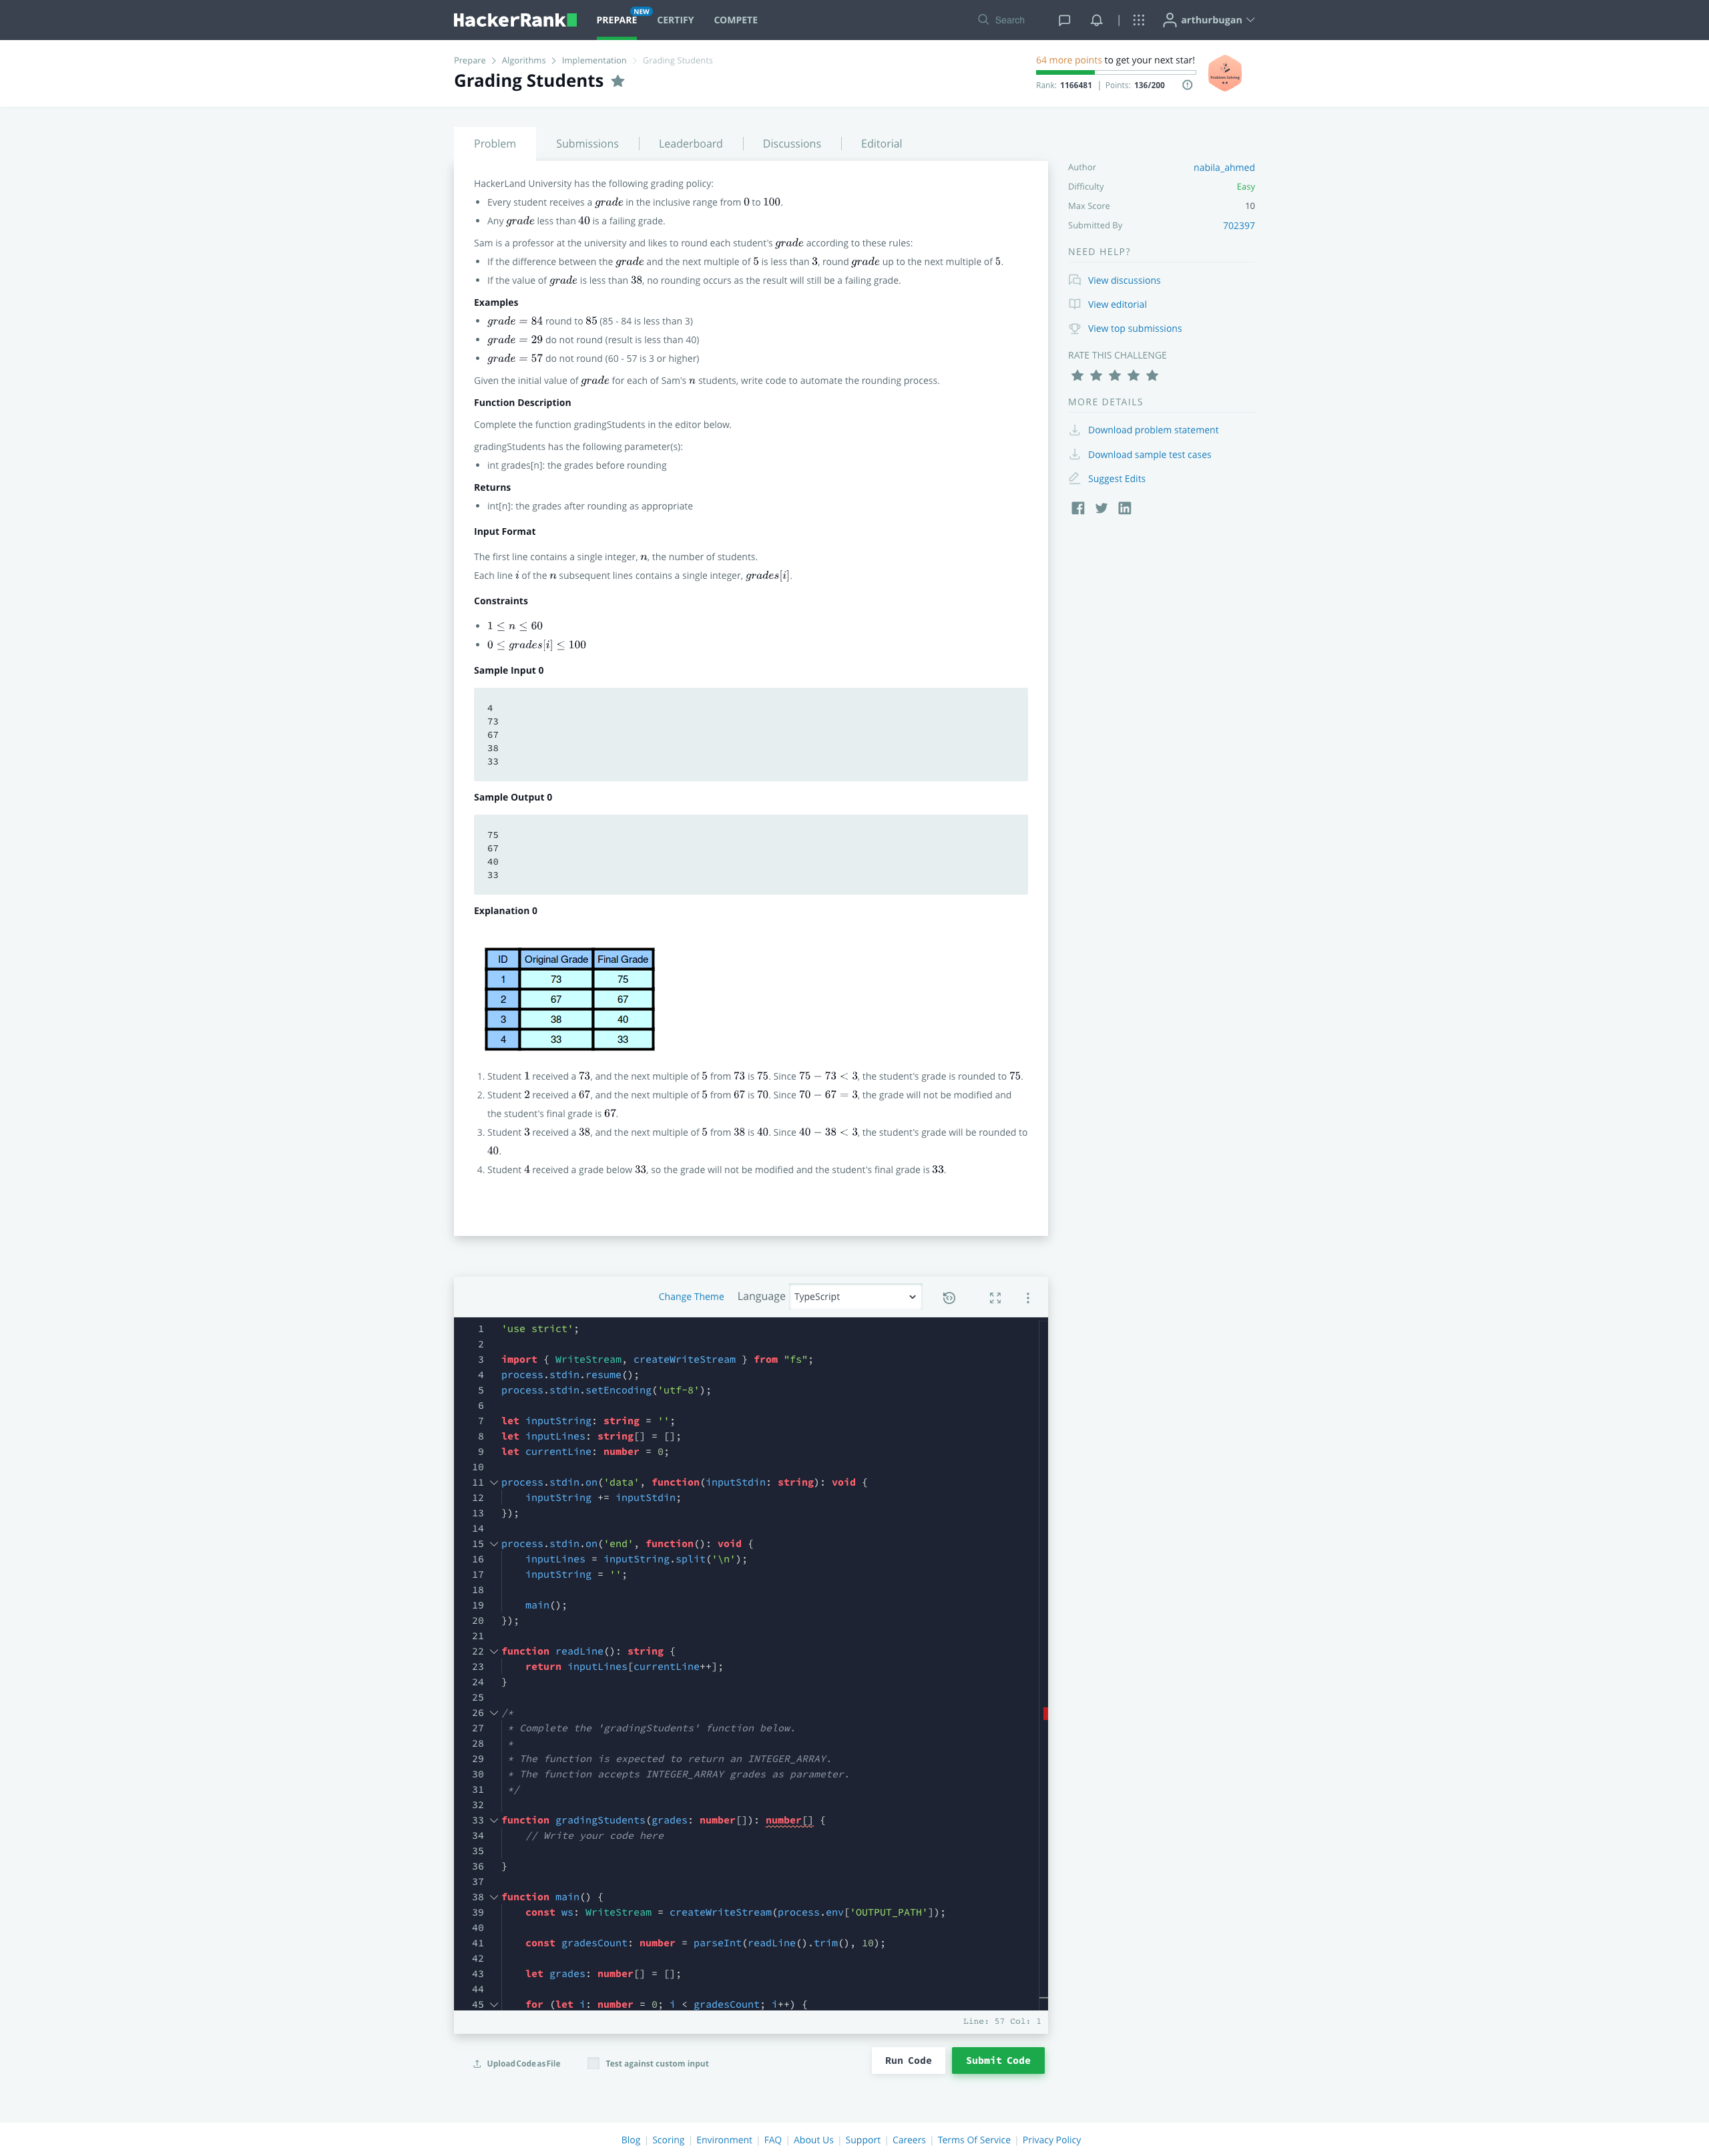 HackerRank
PREPARE
NEW
CERTIFY
COMPETE
Search
arthurbugan
Prepare > Algorithms > Implementation > Grading Students
Grading Students
64 more points to get your next star!
Rank: 1166481 | Points: 136/200
Problem Solving
Problem
Submissions
Leaderboard
Discussions
Editorial
HackerLand University has the following grading policy:
• Every student receives a grade in the inclusive range from 0 to 100.
• Any grade less than 40 is a failing grade.
Sam is a professor at the university and likes to round each student's grade according to these rules:
• If the difference between the grade and the next multiple of 5 is less than 3, round grade up to the next multiple of 5.
• If the value of grade is less than 38, no rounding occurs as the result will still be a failing grade.
Examples
• grade = 84 round to 85 (85 - 84 is less than 3)
• grade = 29 do not round (result is less than 40)
• grade = 57 do not round (60 - 57 is 3 or higher)
Given the initial value of grade for each of Sam's n students, write code to automate the rounding process.
Function Description
Complete the function gradingStudents in the editor below.
gradingStudents has the following parameter(s):
• int grades[n]: the grades before rounding
Returns
• int[n]: the grades after rounding as appropriate
Input Format
The first line contains a single integer, n, the number of students.
Each line i of the n subsequent lines contains a single integer, grades[i].
Constraints
• 1 ≤ n ≤ 60
• 0 ≤ grades[i] ≤ 100
Sample Input 0
4
73
67
38
33
Sample Output 0
75
67
40
33
Explanation 0
ID Original Grade Final Grade
1 73 75
2 67 67
3 38 40
4 33 33
1. Student 1 received a 73, and the next multiple of 5 from 73 is 75. Since 75 − 73 < 3, the student's grade is rounded to 75.
2. Student 2 received a 67, and the next multiple of 5 from 67 is 70. Since 70 − 67 = 3, the grade will not be modified and
the student's final grade is 67.
3. Student 3 received a 38, and the next multiple of 5 from 38 is 40. Since 40 − 38 < 3, the student's grade will be rounded to
40.
4. Student 4 received a grade below 33, so the grade will not be modified and the student's final grade is 33.
Author nabila_ahmed
Difficulty Easy
Max Score 10
Submitted By 702397
NEED HELP?
View discussions
View editorial
View top submissions
RATE THIS CHALLENGE
MORE DETAILS
Download problem statement
Download sample test cases
Suggest Edits
Change Theme
Language
TypeScript
1 'use strict';
2
3 import { WriteStream, createWriteStream } from "fs";
4 process.stdin.resume();
5 process.stdin.setEncoding('utf-8');
6
7 let inputString: string = '';
8 let inputLines: string[] = [];
9 let currentLine: number = 0;
10
11 process.stdin.on('data', function(inputStdin: string): void {
12 inputString += inputStdin;
13 });
14
15 process.stdin.on('end', function(): void {
16 inputLines = inputString.split('\n');
17 inputString = '';
18
19 main();
20 });
21
22 function readLine(): string {
23 return inputLines[currentLine++];
24 }
25
26 /*
27 * Complete the 'gradingStudents' function below.
28 *
29 * The function is expected to return an INTEGER_ARRAY.
30 * The function accepts INTEGER_ARRAY grades as parameter.
31 */
32
33 function gradingStudents(grades: number[]): number[] {
34 // Write your code here
35
36 }
37
38 function main() {
39 const ws: WriteStream = createWriteStream(process.env['OUTPUT_PATH']);
40
41 const gradesCount: number = parseInt(readLine().trim(), 10);
42
43 let grades: number[] = [];
44
45 for (let i: number = 0; i < gradesCount; i++) {
Line: 57 Col: 1
Upload Code as File
Test against custom input
Run Code
Submit Code
Blog | Scoring | Environment | FAQ | About Us | Support | Careers | Terms Of Service | Privacy Policy